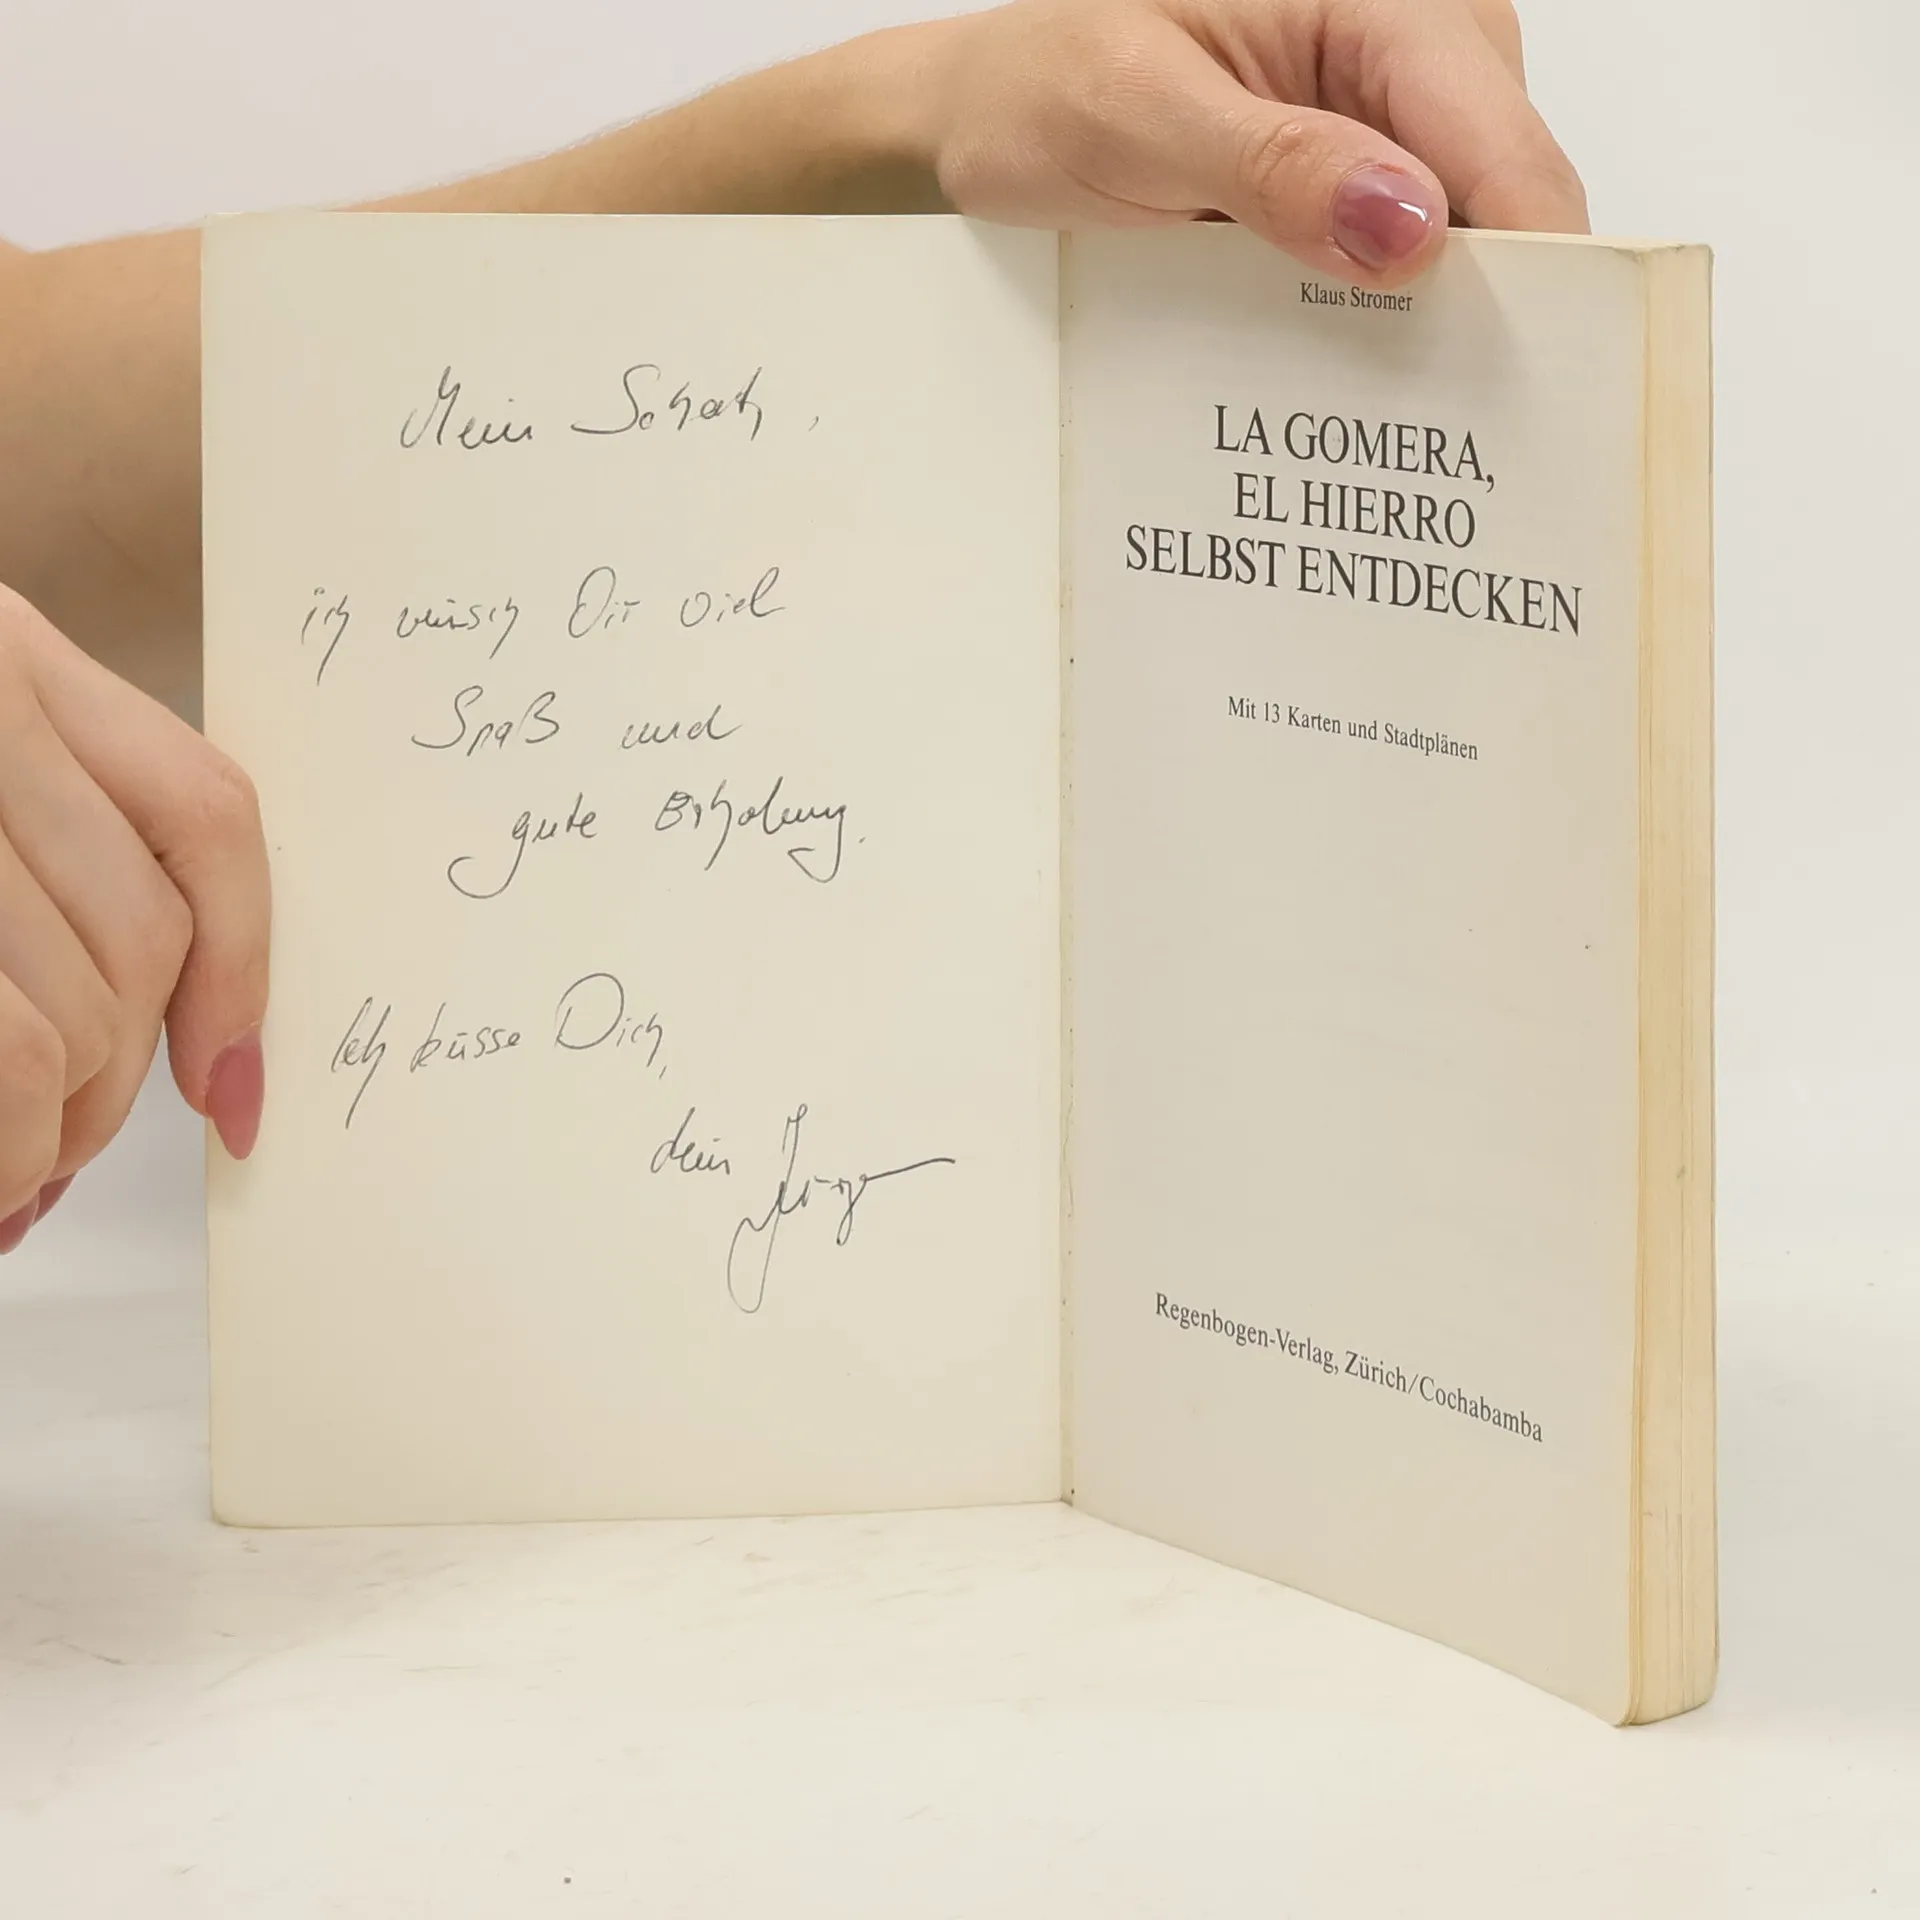 Mein Schatz,
ich wünsch Dir viel
Spaß und
gute Erholung.
Ich küsse Dich,
dein Jürgen
Klaus Stromer
LA GOMERA,
EL HIERRO
SELBST ENTDECKEN
Mit 13 Karten und Stadtplänen
Regenbogen-Verlag, Zürich/Cochabamba